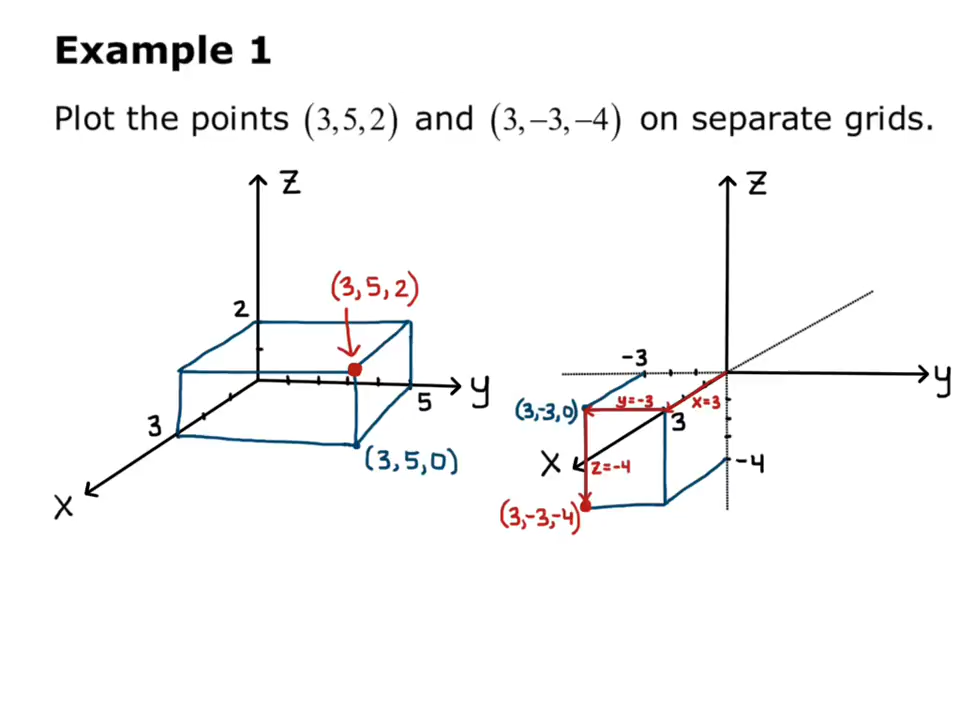 Example 1
Plot the points (3,5,2) and (3,−3,−4) on separate grids.
Z
(3,5,2)
2
y
5
3
(3,5,0)
X
Z
-3
y
(3,-3,0)
y=-3
x=3
3
X
z=-4
-4
(3,-3,-4)